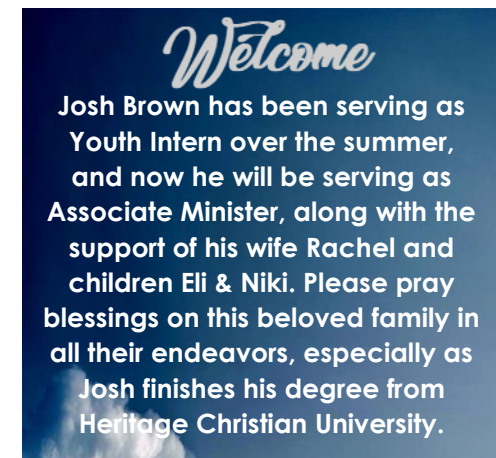 Welcome
Josh Brown has been serving as
Youth Intern over the summer,
and now he will be serving as
Associate Minister, along with the
support of his wife Rachel and
children Eli & Niki. Please pray
blessings on this beloved family in
all their endeavors, especially as
Josh finishes his degree from
Heritage Christian University.